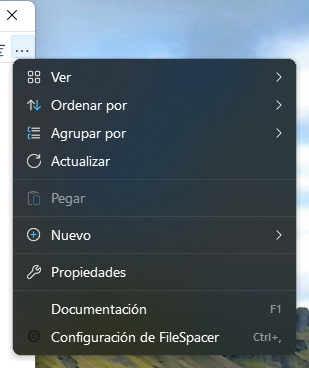 Ver
Ordenar por
Agrupar por
Actualizar
Pegar
Nuevo
Propiedades
Documentación F1
Configuración de FileSpacer Ctrl+,